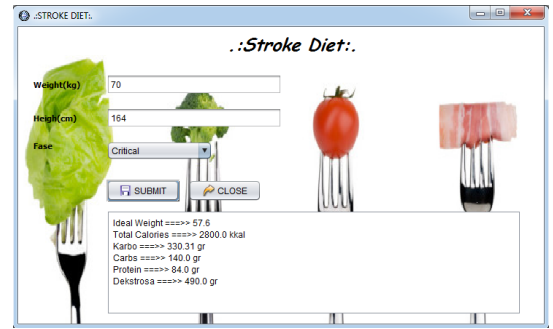 .:STROKE DIET:.
.:Stroke Diet:.
Weight(kg) 70
Heigh(cm) 164
Fase Critical
SUBMIT CLOSE
Ideal Weight ===>> 57.6
Total Calories ===>> 2800.0 kkal
Karbo ===>> 330.31 gr
Carbs ===>> 140.0 gr
Protein ===>> 84.0 gr
Dekstrosa ===>> 490.0 gr